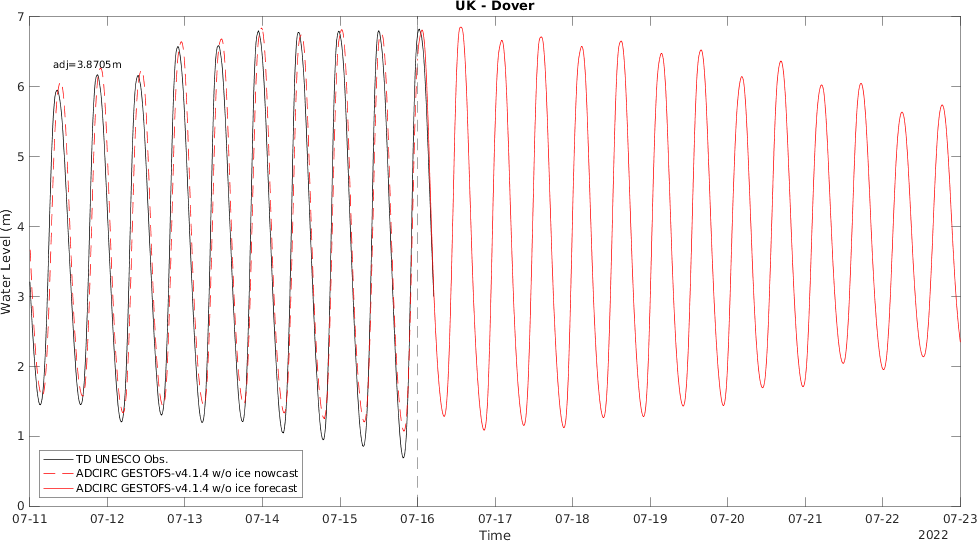 UK - Dover
7
adj=3.8705m
6
5
4
3
2
1
0
Water Level (m)
TD UNESCO Obs.
ADCIRC GESTOFS-v4.1.4 w/o ice nowcast
ADCIRC GESTOFS-v4.1.4 w/o ice forecast
07-11 07-12 07-13 07-14 07-15 07-16 07-17 07-18 07-19 07-20 07-21 07-22 07-23
Time
2022